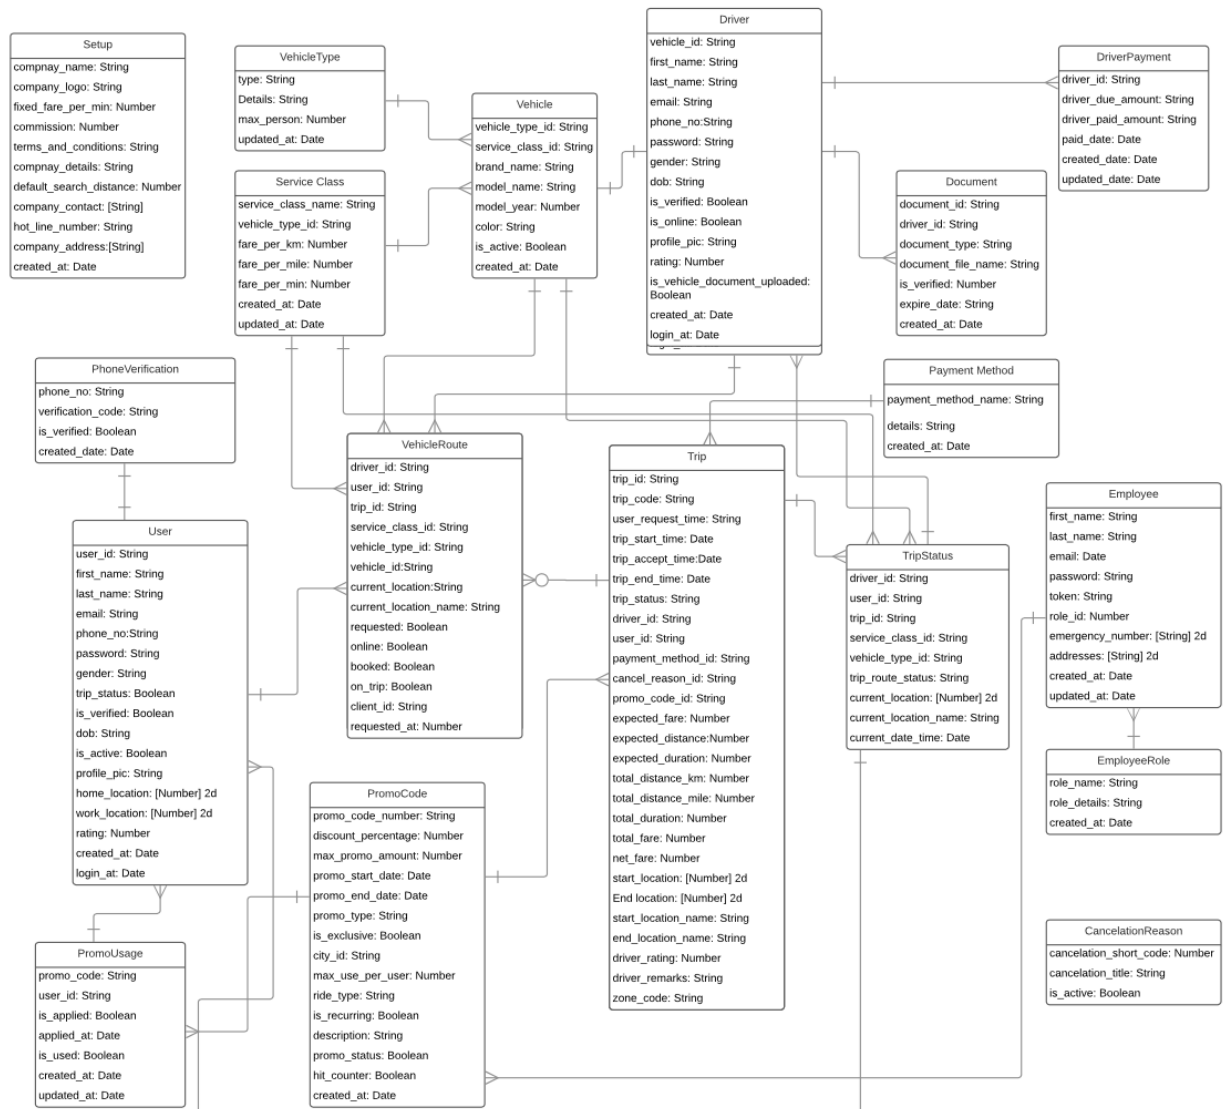 Setup
compnay_name: String
company_logo: String
fixed_fare_per_min: Number
commission: Number
terms_and_conditions: String
compnay_details: String
default_search_distance: Number
company_contact: [String]
hot_line_number: String
company_address:[String]
created_at: Date
VehicleType
type: String
Details: String
max_person: Number
updated_at: Date
Service Class
service_class_name: String
vehicle_type_id: String
fare_per_km: Number
fare_per_mile: Number
fare_per_min: Number
created_at: Date
updated_at: Date
Vehicle
vehicle_type_id: String
service_class_id: String
brand_name: String
model_name: String
model_year: Number
color: String
is_active: Boolean
created_at: Date
Driver
vehicle_id: String
first_name: String
last_name: String
email: String
phone_no:String
password: String
gender: String
dob: String
is_verified: Boolean
is_online: Boolean
profile_pic: String
rating: Number
is_vehicle_document_uploaded:
Boolean
created_at: Date
login_at: Date
DriverPayment
driver_id: String
driver_due_amount: String
driver_paid_amount: String
paid_date: Date
created_date: Date
updated_date: Date
Document
document_id: String
driver_id: String
document_type: String
document_file_name: String
is_verified: Number
expire_date: String
created_at: Date
PhoneVerification
phone_no: String
verification_code: String
is_verified: Boolean
created_date: Date
Payment Method
payment_method_name: String
details: String
created_at: Date
VehicleRoute
driver_id: String
user_id: String
trip_id: String
service_class_id: String
vehicle_type_id: String
vehicle_id:String
current_location:String
current_location_name: String
requested: Boolean
online: Boolean
booked: Boolean
on_trip: Boolean
client_id: String
requested_at: Number
Trip
trip_id: String
trip_code: String
user_request_time: String
trip_start_time: Date
trip_accept_time:Date
trip_end_time: Date
trip_status: String
driver_id: String
user_id: String
payment_method_id: String
cancel_reason_id: String
promo_code_id: String
expected_fare: Number
expected_distance:Number
expected_duration: Number
total_distance_km: Number
total_distance_mile: Number
total_duration: Number
total_fare: Number
net_fare: Number
start_location: [Number] 2d
End location: [Number] 2d
start_location_name: String
end_location_name: String
driver_rating: Number
driver_remarks: String
zone_code: String
Employee
first_name: String
last_name: String
email: Date
password: String
token: String
role_id: Number
emergency_number: [String] 2d
addresses: [String] 2d
created_at: Date
updated_at: Date
User
user_id: String
first_name: String
last_name: String
email: String
phone_no:String
password: String
gender: String
trip_status: Boolean
is_verified: Boolean
dob: String
is_active: Boolean
profile_pic: String
home_location: [Number] 2d
work_location: [Number] 2d
rating: Number
created_at: Date
login_at: Date
TripStatus
driver_id: String
user_id: String
trip_id: String
service_class_id: String
vehicle_type_id: String
trip_route_status: String
current_location: [Number] 2d
current_location_name: String
current_date_time: Date
EmployeeRole
role_name: String
role_details: String
created_at: Date
PromoCode
promo_code_number: String
discount_percentage: Number
max_promo_amount: Number
promo_start_date: Date
promo_end_date: Date
promo_type: String
is_exclusive: Boolean
city_id: String
max_use_per_user: Number
ride_type: String
is_recurring: Boolean
description: String
promo_status: Boolean
hit_counter: Boolean
created_at: Date
PromoUsage
promo_code: String
user_id: String
is_applied: Boolean
applied_at: Date
is_used: Boolean
created_at: Date
updated_at: Date
CancelationReason
cancelation_short_code: Number
cancelation_title: String
is_active: Boolean